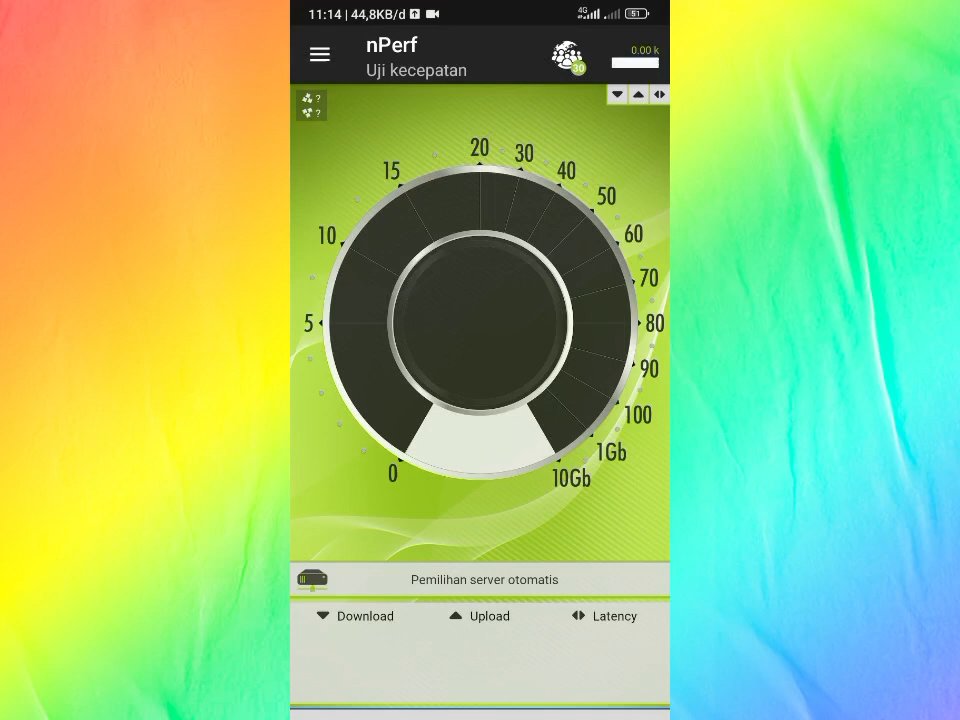 11:14 | 44,8KB/d 4G 51
nPerf
Uji kecepatan
30
0.00 k
?
?
20
30
15
40
50
10
60
70
5
80
90
100
1Gb
0
10Gb
Pemilihan server otomatis
Download Upload Latency